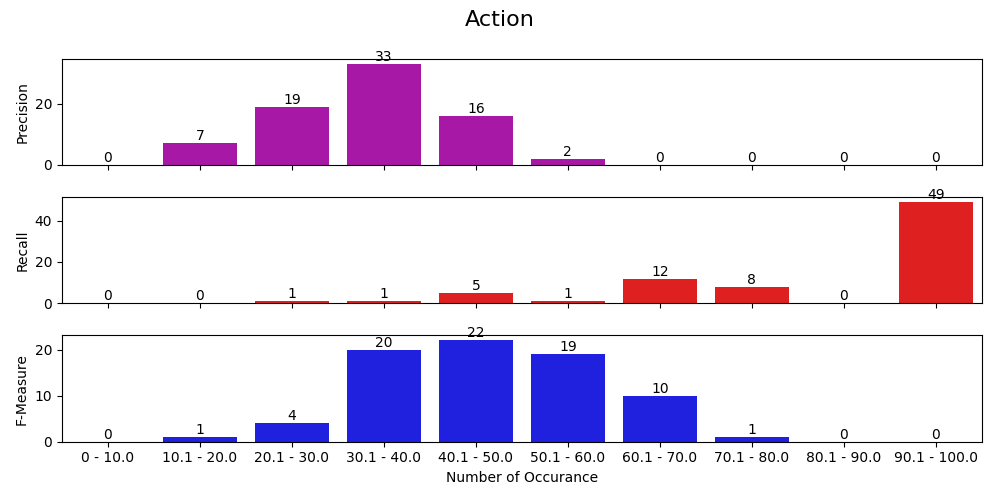 Action
Precision
20
0
0 7 19 33 16 2 0 0 0 0
Recall
40
20
0
0 0 1 1 5 1 12 8 0 49
F-Measure
20
10
0
0 1 4 20 22 19 10 1 0 0
0 - 10.0 10.1 - 20.0 20.1 - 30.0 30.1 - 40.0 40.1 - 50.0 50.1 - 60.0 60.1 - 70.0 70.1 - 80.0 80.1 - 90.0 90.1 - 100.0
Number of Occurance